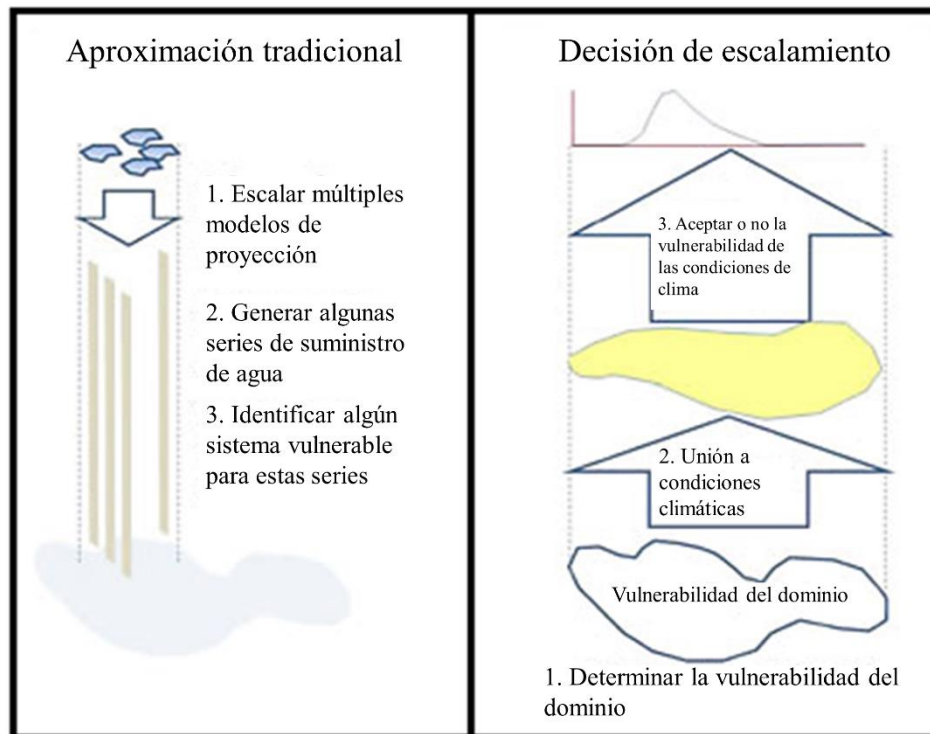 Aproximación tradicional
1. Escalar múltiples
modelos de
proyección
2. Generar algunas
series de suministro
de agua
3. Identificar algún
sistema vulnerable
para estas series
Decisión de escalamiento
3. Aceptar o no la
vulnerabilidad de
las condiciones de
clima
2. Unión a
condiciones
climáticas
Vulnerabilidad del dominio
1. Determinar la vulnerabilidad del
dominio